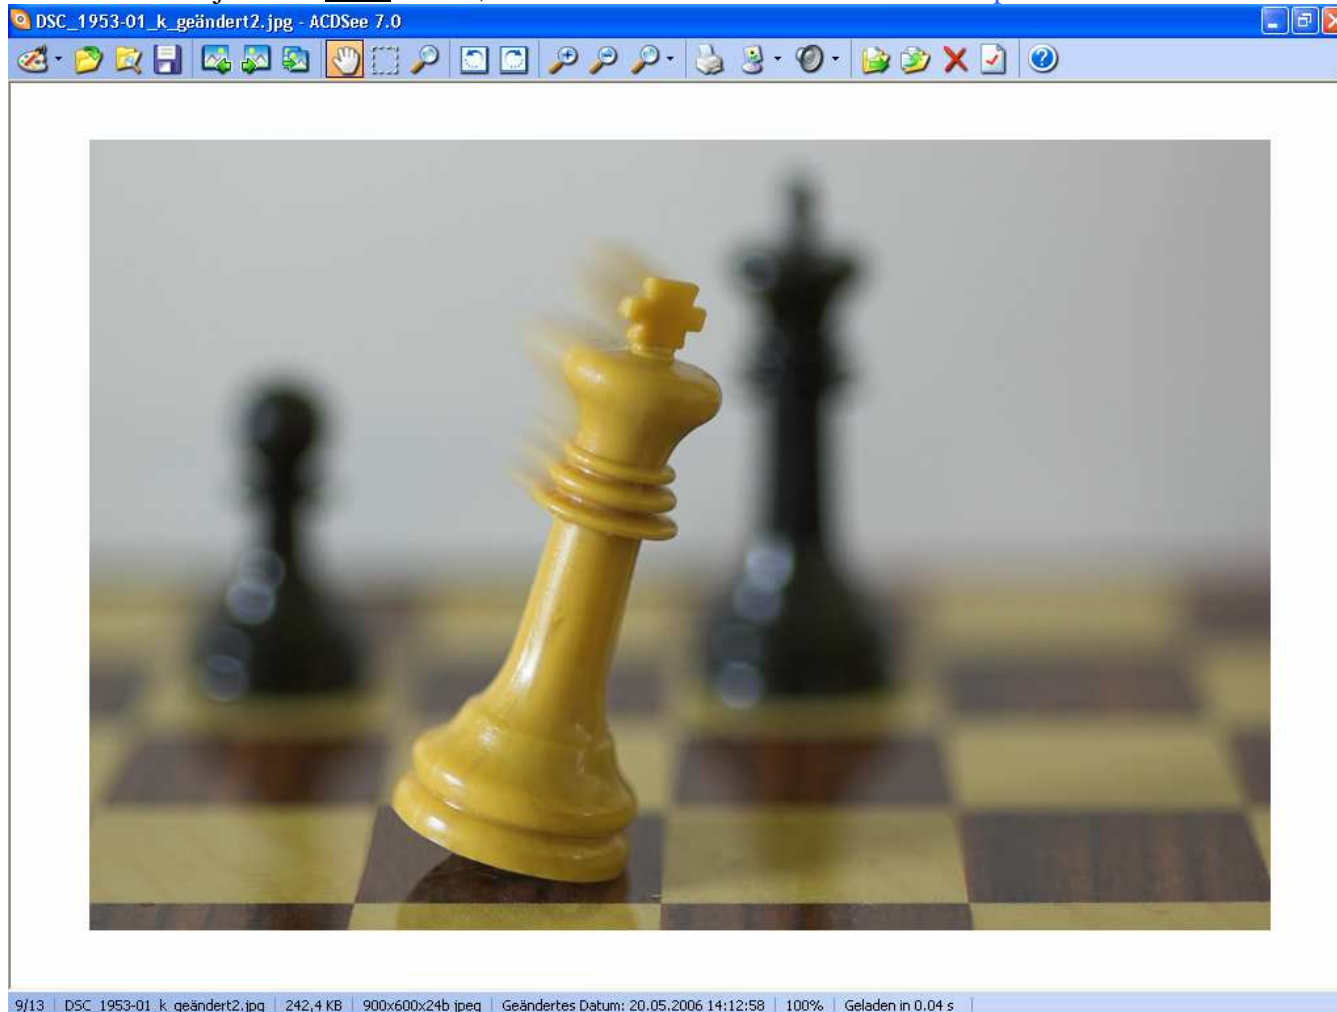 DSC_1953-01_k_geändert2.jpg - ACDSee 7.0
9/13 DSC_1953-01_k_geändert2.jpg 242,4 KB 900x600x24b jpeg Geändertes Datum: 20.05.2006 14:12:58 100% Geladen in 0.04 s